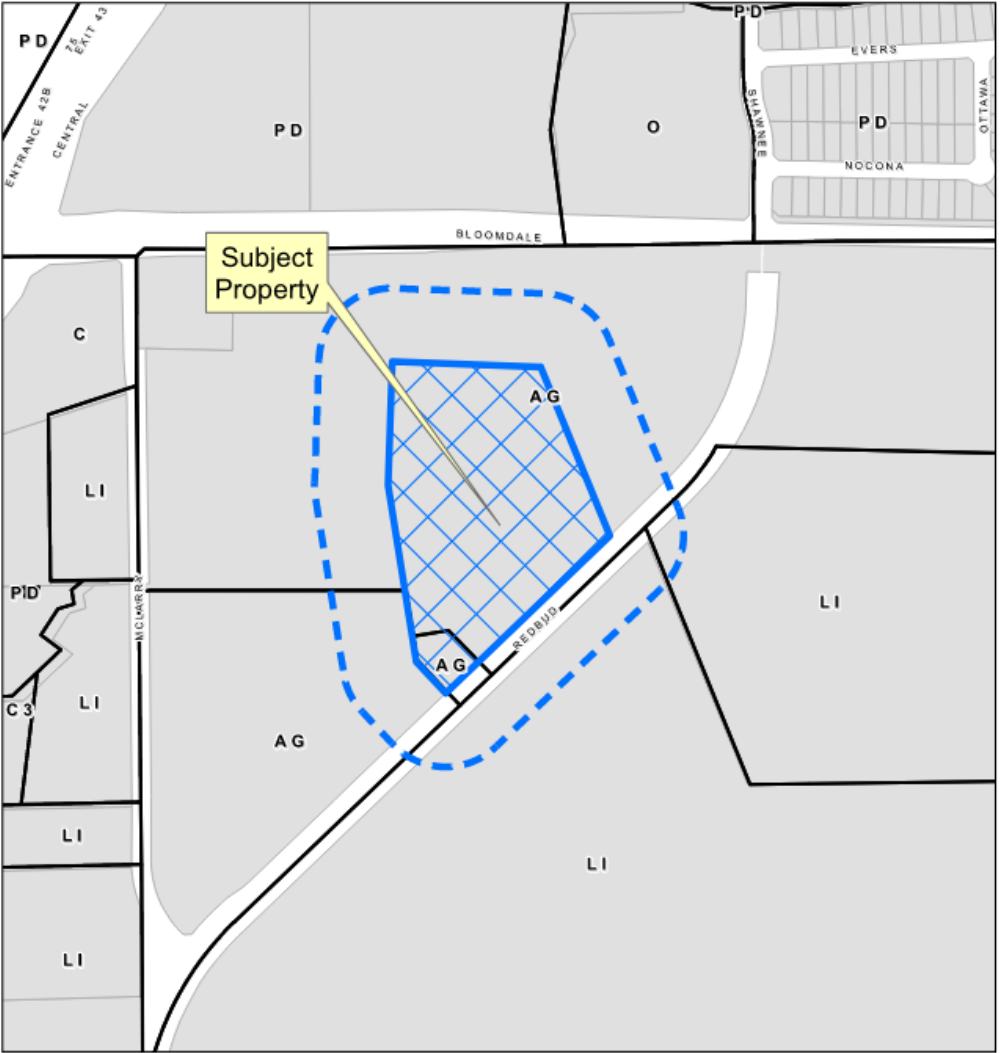 PD
75
EXIT 43
ENTRANCE 42B
CENTRAL
PD
O
PD
EVERS
SHAWNEE
PD
OTTAWA
NOCONA
BLOOMDALE
Subject
Property
C
AG
LI
PD
MCLARRY
LI
REDBUD
AG
C3
LI
AG
LI
LI
LI